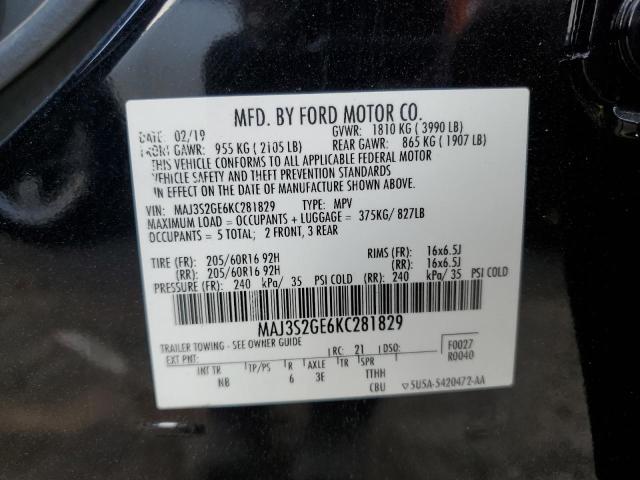 MFD. BY FORD MOTOR CO.
DATE 02/19 GVWR: 1810 KG ( 3990 LB)
FRONT GAWR: 955 KG ( 2105 LB) REAR GAWR: 865 KG ( 1907 LB)
THIS VEHICLE CONFORMS TO ALL APPLICABLE FEDERAL MOTOR
VEHICLE SAFETY AND THEFT PREVENTION STANDARDS
IN EFFECT ON THE DATE OF MANUFACTURE SHOWN ABOVE.
VIN: MAJ3S2GE6KC281829 TYPE: MPV
MAXIMUM LOAD = OCCUPANTS + LUGGAGE = 375KG/ 827LB
OCCUPANTS = 5 TOTAL; 2 FRONT, 3 REAR
TIRE (FR): 205/60R16 92H RIMS (FR): 16x6.5J
(RR): 205/60R16 92H (RR): 16x6.5J
PRESSURE (FR): 240 kPa/ 35 PSI COLD (RR): 240 kPa/ 35 PSI COLD
MAJ3S2GE6KC281829
TRAILER TOWING - SEE OWNER GUIDE F0027
EXT PNT: RC: 21 DSO: R0040
INT TR TP/PS R AXLE TR SPR
NB 6 3E TTHH
CBU ▽5U5A-5420472-AA